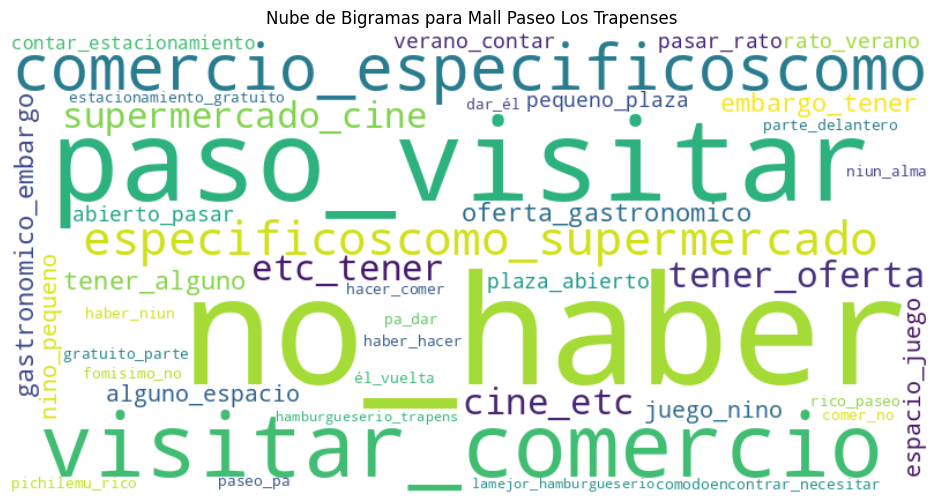 Nube de Bigramas para Mall Paseo Los Trapenses
contar_estacionamiento
verano_contar
pasar_rato
rato_verano
comercio_especificoscomo
estacionamiento_gratuito
dar_él
pequeno_plaza
embargo_tener
supermercado_cine
parte_delantero
paso_visitar
niun_alma
gastronomico_embargo
abierto_pasar
oferta_gastronomico
especificoscomo_supermercado
etc_tener
tener_oferta
tener_alguno
plaza_abierto
hacer_comer
nino_pequeno
no_haber
haber_niun
pa_dar
espacio_juego
haber_hacer
gratuito_parte
fomisimo_no
él_vuelta
alguno_espacio
cine_etc
juego_nino
rico_paseo
hamburgueserio_trapens
comer_no
visitar_comercio
pichilemu_rico
paseo_pa
lamejor_hamburgueserio
comodoencontrar_necesitar